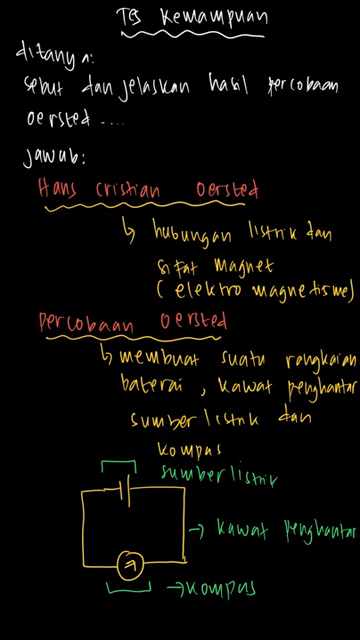 Tes Kemampuan
ditanya:
sebut dan jelaskan hasil percobaan
oersted ....
jawab:
Hans Cristian Oersted
↳ hubungan listrik dan
sifat magnet
(elektro magnetisme)
percobaan Oersted
↳ membuat suatu rangkaian
baterai, kawat penghantar
sumber listrik dan
kompas
sumber listrik
→ kawat penghantar
→ kompas